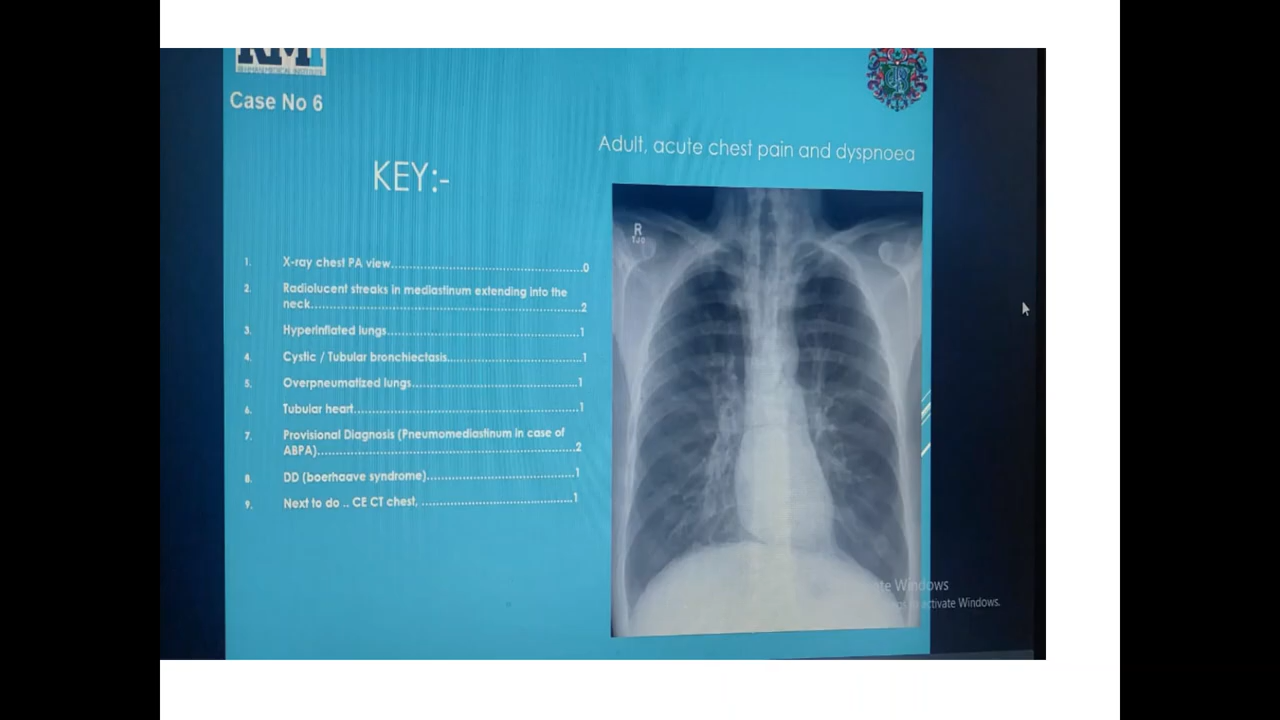 RMI
Case No 6
Adult, acute chest pain and dyspnoea
KEY:-
1. X-ray chest PA view....................................................0
2. Radiolucent streaks in mediastinum extending into the
neck.......................................................................2
3. Hyperinflated lungs....................................................1
4. Cystic / Tubular bronchiectasis....................................1
5. Overpneumatized lungs.............................................1
6. Tubular heart............................................................1
7. Provisional Diagnosis (Pneumomediastinum in case of
ABPA).....................................................................2
8. DD (boerhaave syndrome).........................................1
9. Next to do .. CE CT chest, .........................................1
R
TJO
Windows
activate Windows.